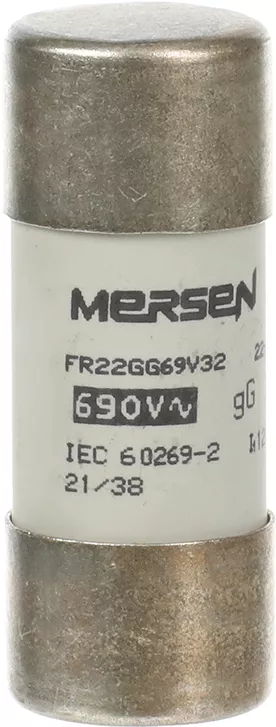 MERSEN
FR22GG69V32
690V~ gG
IEC 60269-2
21/38